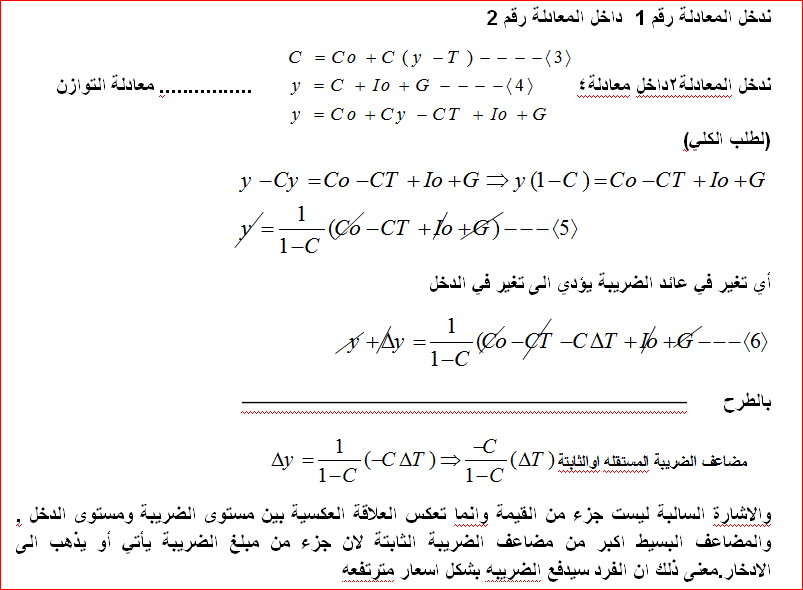 ندخل المعادلة رقم 1 داخل المعادلة رقم 2
C = Co + C ( y − T ) − − − − ⟨3⟩
ندخل المعادلة٢داخل معادلة٤ y = C + Io + G − − − − ⟨4⟩ ............... معادلة التوازن
y = Co + Cy − CT + Io + G
(لطلب الكلي)
y − Cy = Co − CT + Io + G ⇒ y (1 − C ) = Co − CT + Io + G
y = 1/(1−C) (Co − CT + Io + G ) − − − ⟨5⟩
أي تغير في عائد الضريبة يؤدي الى تغير في الدخل
y + Δy = 1/(1−C) (Co − CT − C ΔT + Io + G − − − ⟨6⟩
بالطرح
Δy = 1/(1−C) (−C ΔT ) ⇒ −C/(1−C) (ΔT ) مضاعف الضريبة المستقله اوالثابتة
والاشارة السالبة ليست جزء من القيمة وانما تعكس العلاقة العكسية بين مستوى الضريبة ومستوى الدخل ,
والمضاعف البسيط اكبر من مضاعف الضريبة الثابتة لان جزء من مبلغ الضريبة يأتي أو يذهب الى
الادخار.معنى ذلك ان الفرد سيدفع الضريبه بشكل اسعار مترتفعه